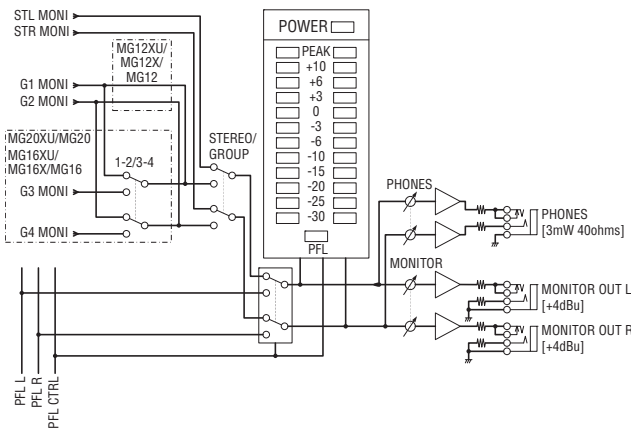 STL MONI
STR MONI
MG12XU/
MG12X/
MG12
G1 MONI
G2 MONI
MG20XU/MG20
MG16XU/
MG16X/MG16
1-2/3-4
G3 MONI
G4 MONI
STEREO/
GROUP
POWER
PEAK
+10
+6
+3
0
-3
-6
-10
-15
-20
-25
-30
PFL
PHONES
PHONES
[3mW 40ohms]
MONITOR
MONITOR OUT L
[+4dBu]
MONITOR OUT R
[+4dBu]
PFL L
PFL R
PFL CTRL